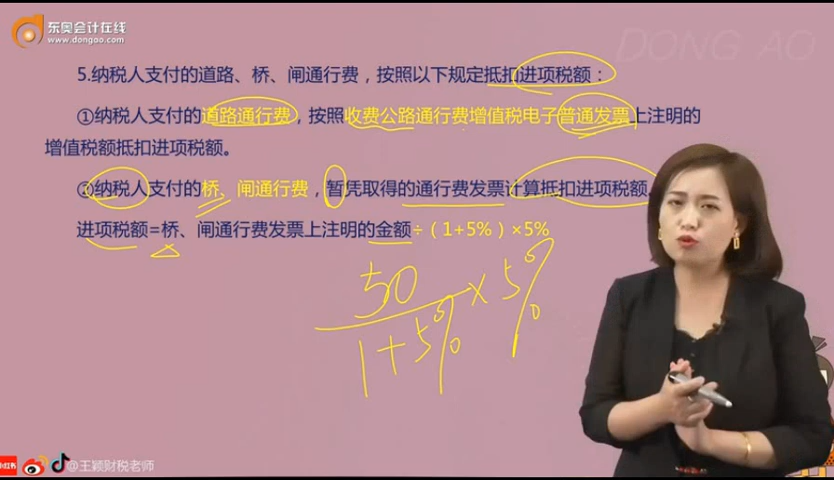 东奥会计在线
www.dongao.com
DONG AO
5.纳税人支付的道路、桥、闸通行费，按照以下规定抵扣进项税额：
①纳税人支付的道路通行费，按照收费公路通行费增值税电子普通发票上注明的
增值税额抵扣进项税额。
②纳税人支付的桥、闸通行费，暂凭取得的通行费发票计算抵扣进项税额
进项税额=桥、闸通行费发票上注明的金额÷（1+5%）×5%
50
× 5%
1+5%
小红书
@王颖财税老师